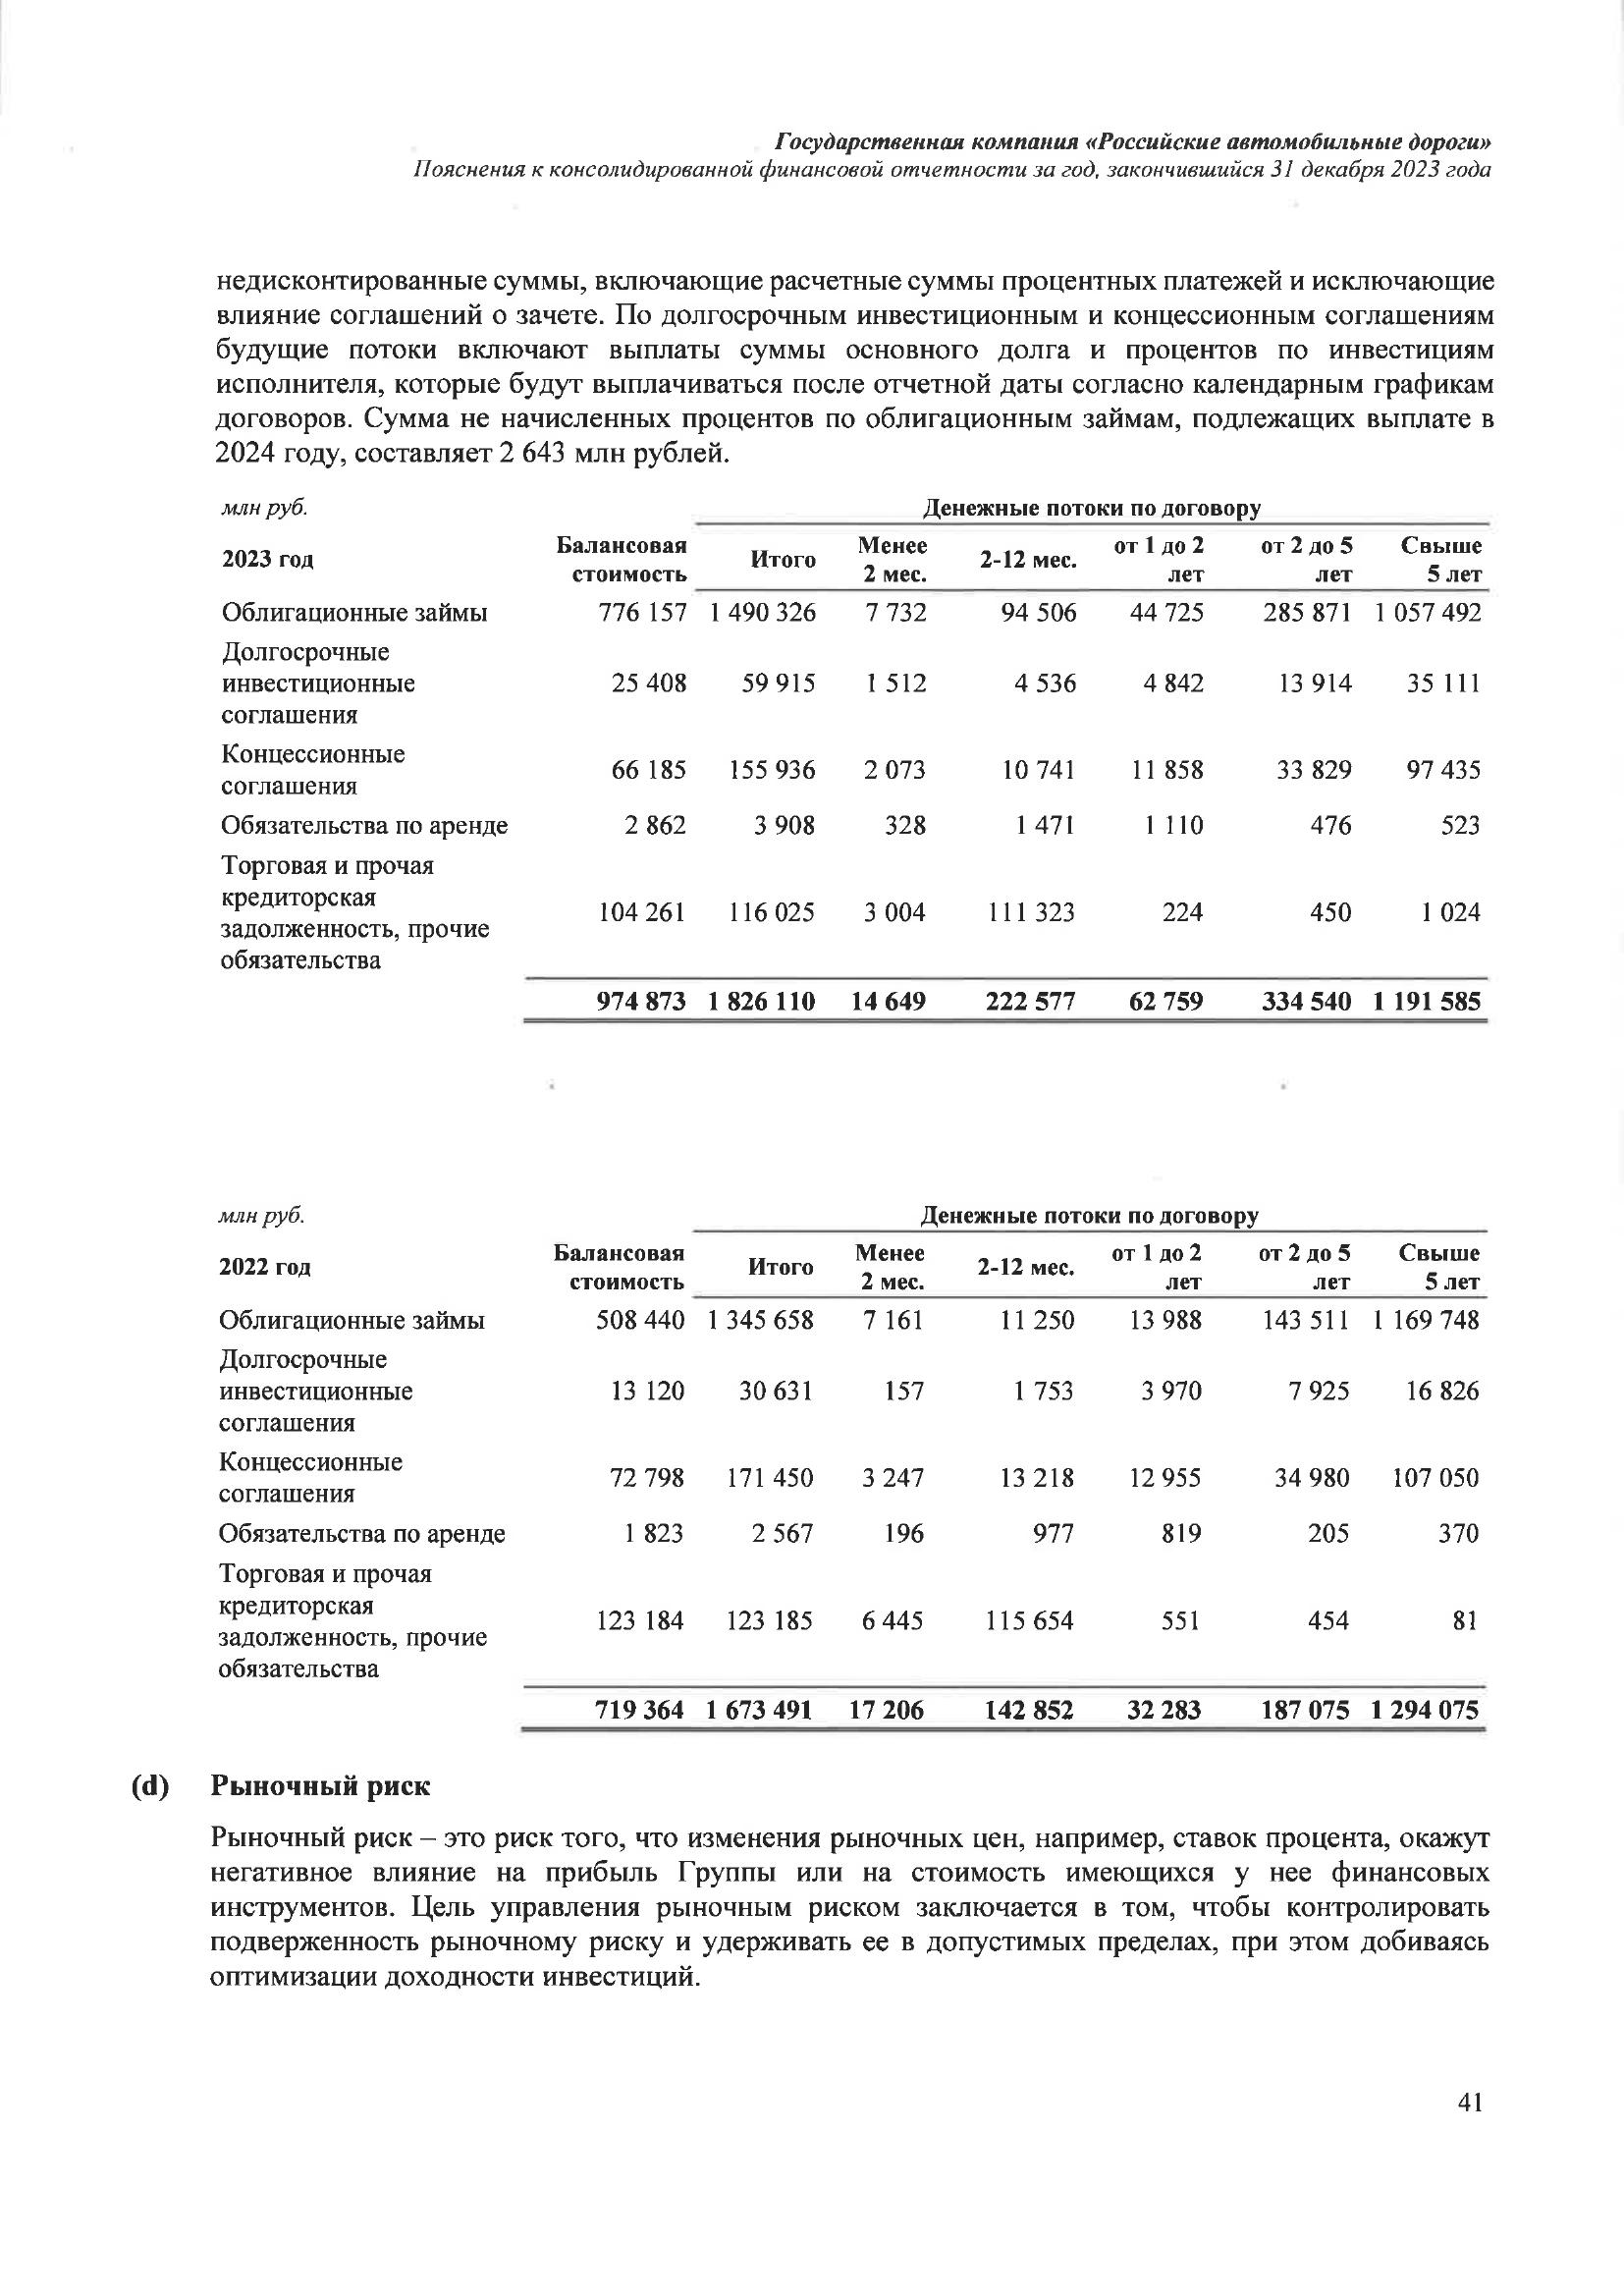 Государственная компания «Российские автомобильные дороги»
Пояснения к консолидированной финансовой отчетности за год, закончившийся 31 декабря 2023 года
недисконтированные суммы, включающие расчетные суммы процентных платежей и исключающие
влияние соглашений о зачете. По долгосрочным инвестиционным и концессионным соглашениям
будущие потоки включают выплаты суммы основного долга и процентов по инвестициям
исполнителя, которые будут выплачиваться после отчетной даты согласно календарным графикам
договоров. Сумма не начисленных процентов по облигационным займам, подлежащих выплате в
2024 году, составляет 2 643 млн рублей.
млн руб. Денежные потоки по договору
2023 год Балансовая стоимость Итого Менее 2 мес. 2-12 мес. от 1 до 2 лет от 2 до 5 лет Свыше 5 лет
Облигационные займы 776 157 1 490 326 7 732 94 506 44 725 285 871 1 057 492
Долгосрочные
инвестиционные 25 408 59 915 1 512 4 536 4 842 13 914 35 111
соглашения
Концессионные
соглашения 66 185 155 936 2 073 10 741 11 858 33 829 97 435
Обязательства по аренде 2 862 3 908 328 1 471 1 110 476 523
Торговая и прочая
кредиторская
задолженность, прочие 104 261 116 025 3 004 111 323 224 450 1 024
обязательства
974 873 1 826 110 14 649 222 577 62 759 334 540 1 191 585
млн руб. Денежные потоки по договору
2022 год Балансовая стоимость Итого Менее 2 мес. 2-12 мес. от 1 до 2 лет от 2 до 5 лет Свыше 5 лет
Облигационные займы 508 440 1 345 658 7 161 11 250 13 988 143 511 1 169 748
Долгосрочные
инвестиционные 13 120 30 631 157 1 753 3 970 7 925 16 826
соглашения
Концессионные
соглашения 72 798 171 450 3 247 13 218 12 955 34 980 107 050
Обязательства по аренде 1 823 2 567 196 977 819 205 370
Торговая и прочая
кредиторская
задолженность, прочие 123 184 123 185 6 445 115 654 551 454 81
обязательства
719 364 1 673 491 17 206 142 852 32 283 187 075 1 294 075
(d) Рыночный риск
Рыночный риск – это риск того, что изменения рыночных цен, например, ставок процента, окажут
негативное влияние на прибыль Группы или на стоимость имеющихся у нее финансовых
инструментов. Цель управления рыночным риском заключается в том, чтобы контролировать
подверженность рыночному риску и удерживать ее в допустимых пределах, при этом добиваясь
оптимизации доходности инвестиций.
41